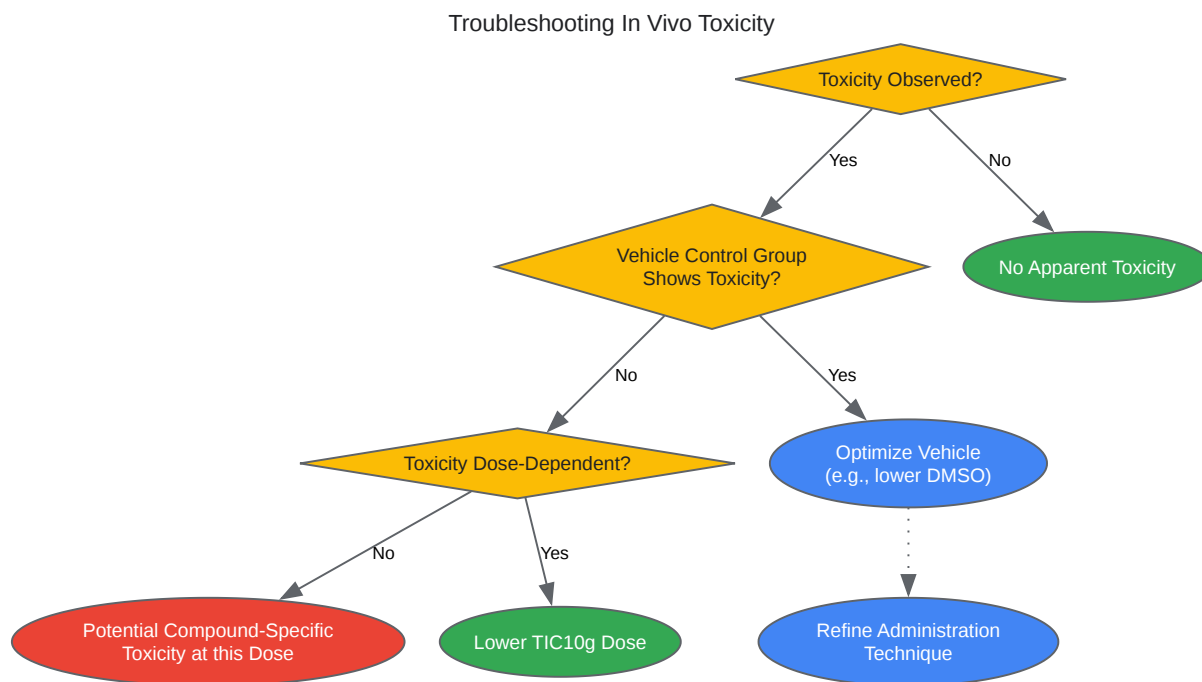 Troubleshooting In Vivo Toxicity
Toxicity Observed?
Yes
No
Vehicle Control Group
Shows Toxicity?
No Apparent Toxicity
No
Yes
Toxicity Dose-Dependent?
Optimize Vehicle
(e.g., lower DMSO)
No
Yes
Potential Compound-Specific
Toxicity at this Dose
Lower TIC10g Dose
Refine Administration
Technique